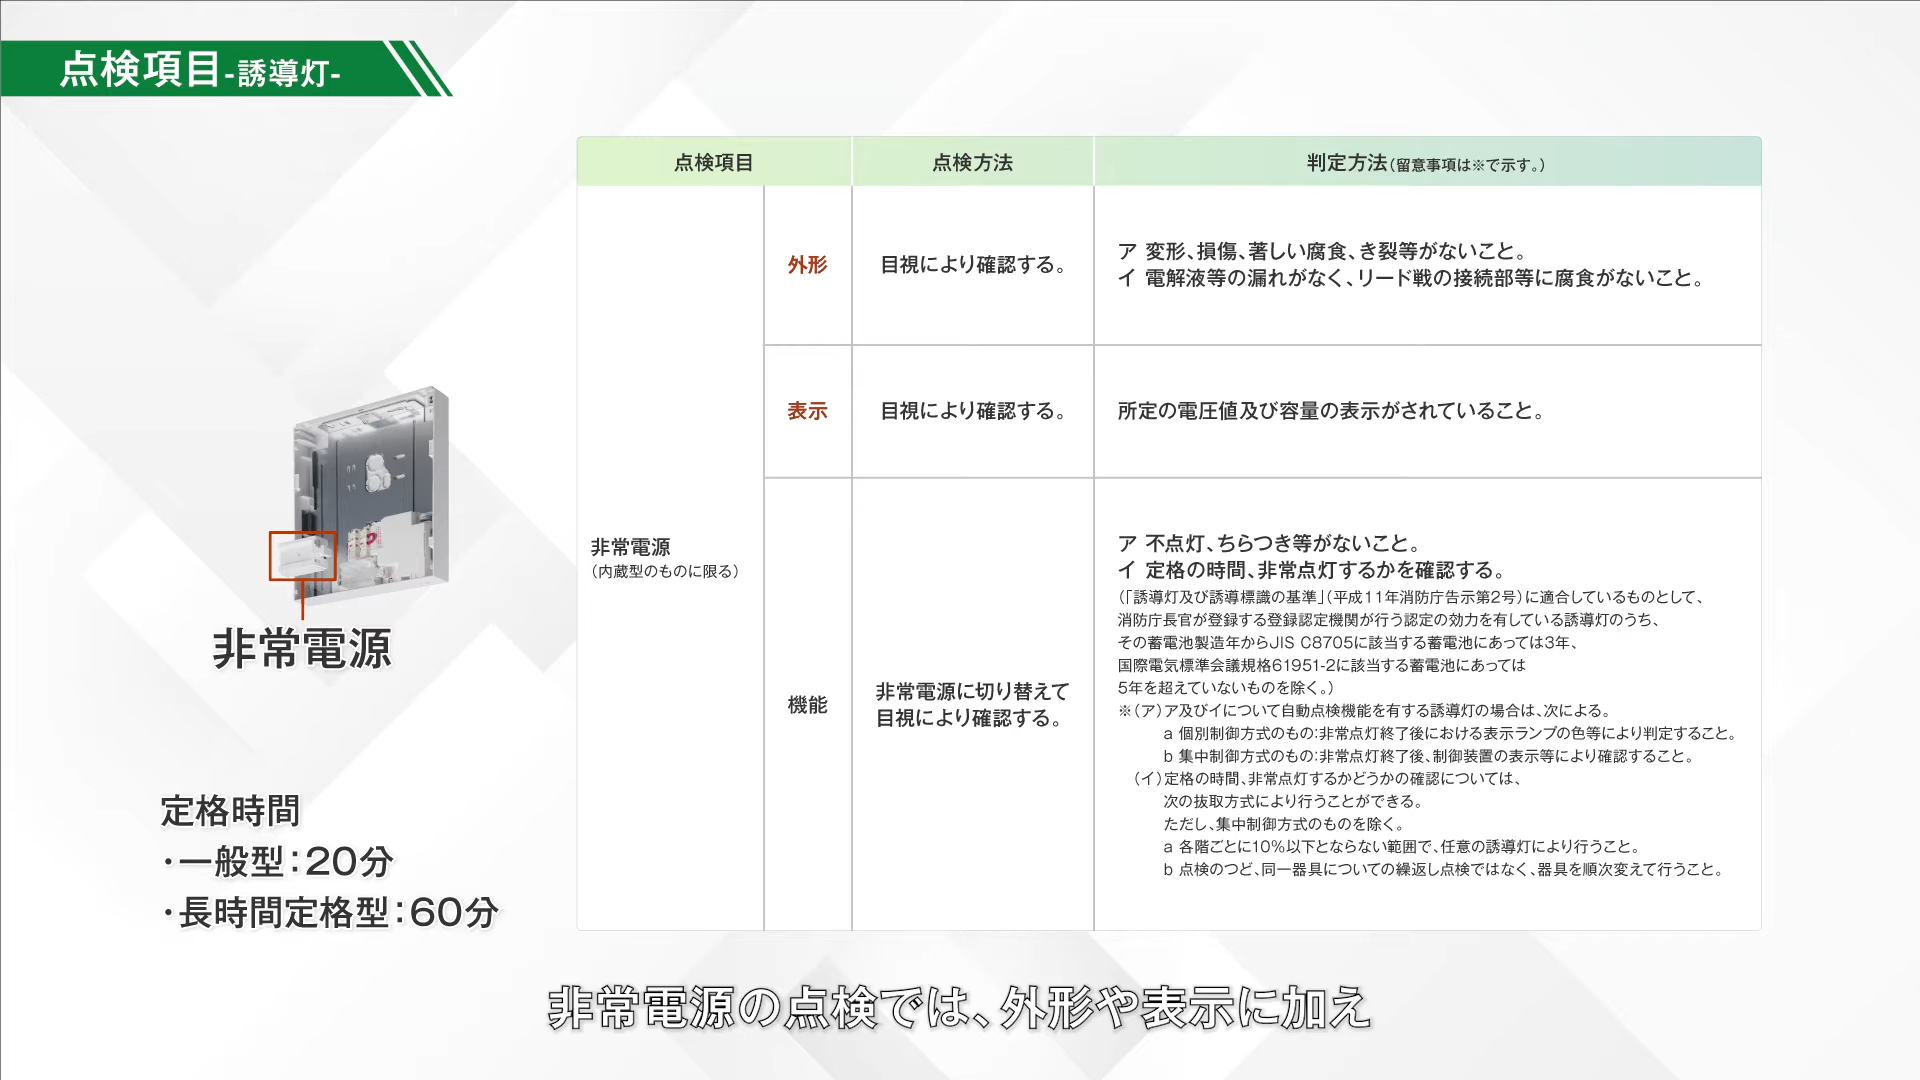 点検項目-誘導灯-
点検項目
点検方法
判定方法(留意事項は※で示す。)
非常電源
(内蔵型のものに限る)
外形
目視により確認する。
ア 変形、損傷、著しい腐食、き裂等がないこと。
イ 電解液等の漏れがなく、リード戦の接続部等に腐食がないこと。
表示
目視により確認する。
所定の電圧値及び容量の表示がされていること。
機能
非常電源に切り替えて
目視により確認する。
ア 不点灯、ちらつき等がないこと。
イ 定格の時間、非常点灯するかを確認する。
(「誘導灯及び誘導標識の基準」(平成11年消防庁告示第2号)に適合しているものとして、
消防庁長官が登録する登録認定機関が行う認定の効力を有している誘導灯のうち、
その蓄電池製造年からJIS C8705に該当する蓄電池にあっては3年、
国際電気標準会議規格61951-2に該当する蓄電池にあっては
5年を超えていないものを除く。)
※(ア)ア及びイについて自動点検機能を有する誘導灯の場合は、次による。
a 個別制御方式のもの:非常点灯終了後における表示ランプの色等により判定すること。
b 集中制御方式のもの:非常点灯終了後、制御装置の表示等により確認すること。
(イ)定格の時間、非常点灯するかどうかの確認については、
次の抜取方式により行うことができる。
ただし、集中制御方式のものを除く。
a 各階ごとに10%以下とならない範囲で、任意の誘導灯により行うこと。
b 点検のつど、同一器具についての繰返し点検ではなく、器具を順次変えて行うこと。
非常電源
定格時間
・一般型:20分
・長時間定格型:60分
非常電源の点検では、外形や表示に加え